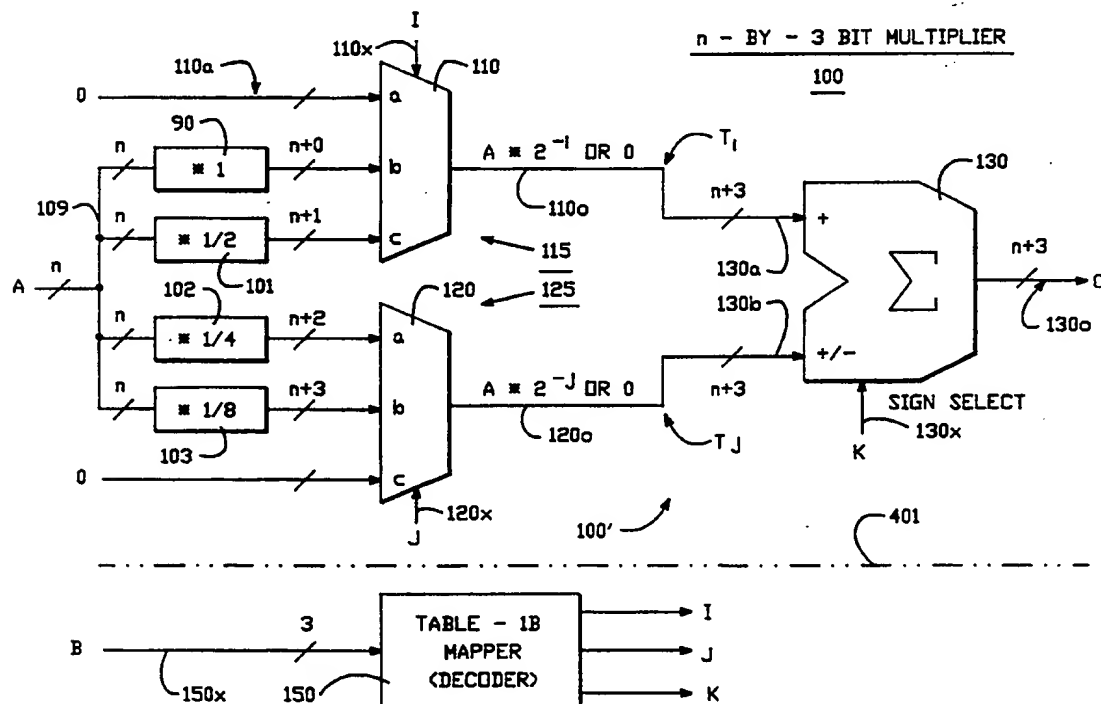 n - BY - 3 BIT MULTIPLIER
100
I
110x
110
110a
0
a
90
n
* 1
n+0
b
A * 2 -i OR 0
110o
T I
n+3
130
+
130a
109
n
* 1/2
n+1
c
101
115
A
n
Σ
n+3
C
130o
102
120
125
130b
n
* 1/4
n+2
a
+/-
n
* 1/8
n+3
b
A * 2 -J OR 0
120o
n+3
T J
SIGN SELECT
130x
K
103
0
c
120x
J
100'
401
B
3
150x
150
TABLE - 1B
MAPPER
(DECODER)
I
J
K